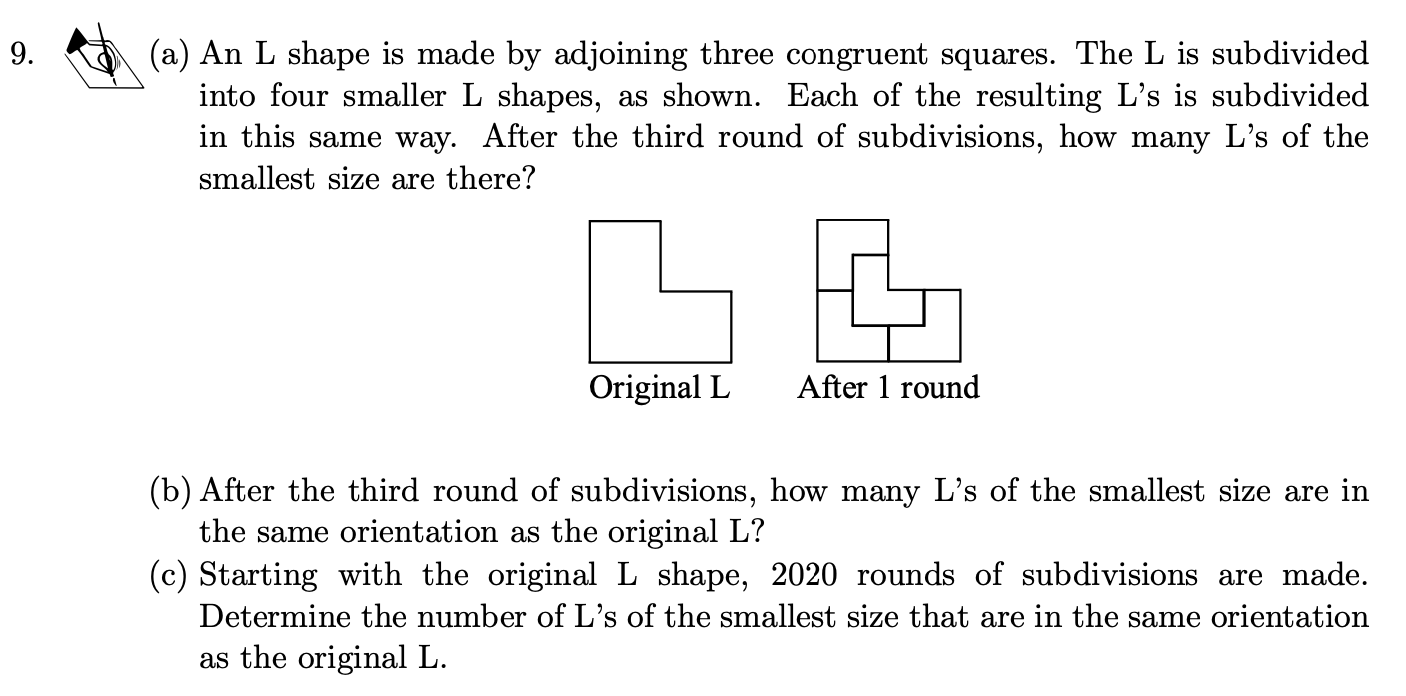 9. (a) An L shape is made by adjoining three congruent squares. The L is subdivided
into four smaller L shapes, as shown. Each of the resulting L’s is subdivided
in this same way. After the third round of subdivisions, how many L’s of the
smallest size are there?
Original L After 1 round
(b) After the third round of subdivisions, how many L’s of the smallest size are in
the same orientation as the original L?
(c) Starting with the original L shape, 2020 rounds of subdivisions are made.
Determine the number of L’s of the smallest size that are in the same orientation
as the original L.